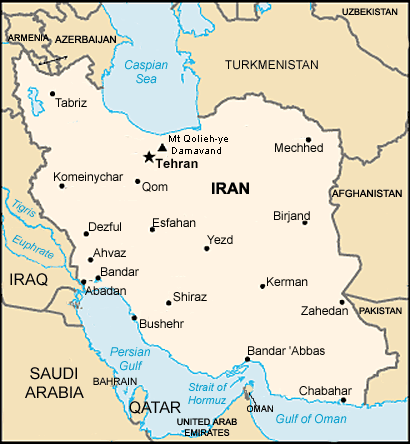 UZBEKISTAN
ARMENIA
AZERBAIJAN
Caspian
Sea
TURKMENISTAN
Tabriz
Mt Qolieh-ye
Damavand
Mechhed
Tehran
Komeinychar
Qom
IRAN
AFGHANISTAN
Tigris
Dezful
Esfahan
Birjand
Euphrate
Yezd
Ahvaz
IRAQ
Bandar
Abadan
Kerman
Shiraz
Zahedan
PAKISTAN
Bushehr
Persian
Gulf
Bandar 'Abbas
SAUDI
ARABIA
BAHRAIN
Strait of
Hormuz
Chabahar
QATAR
OMAN
Gulf of Oman
UNITED ARAB
EMIRATES